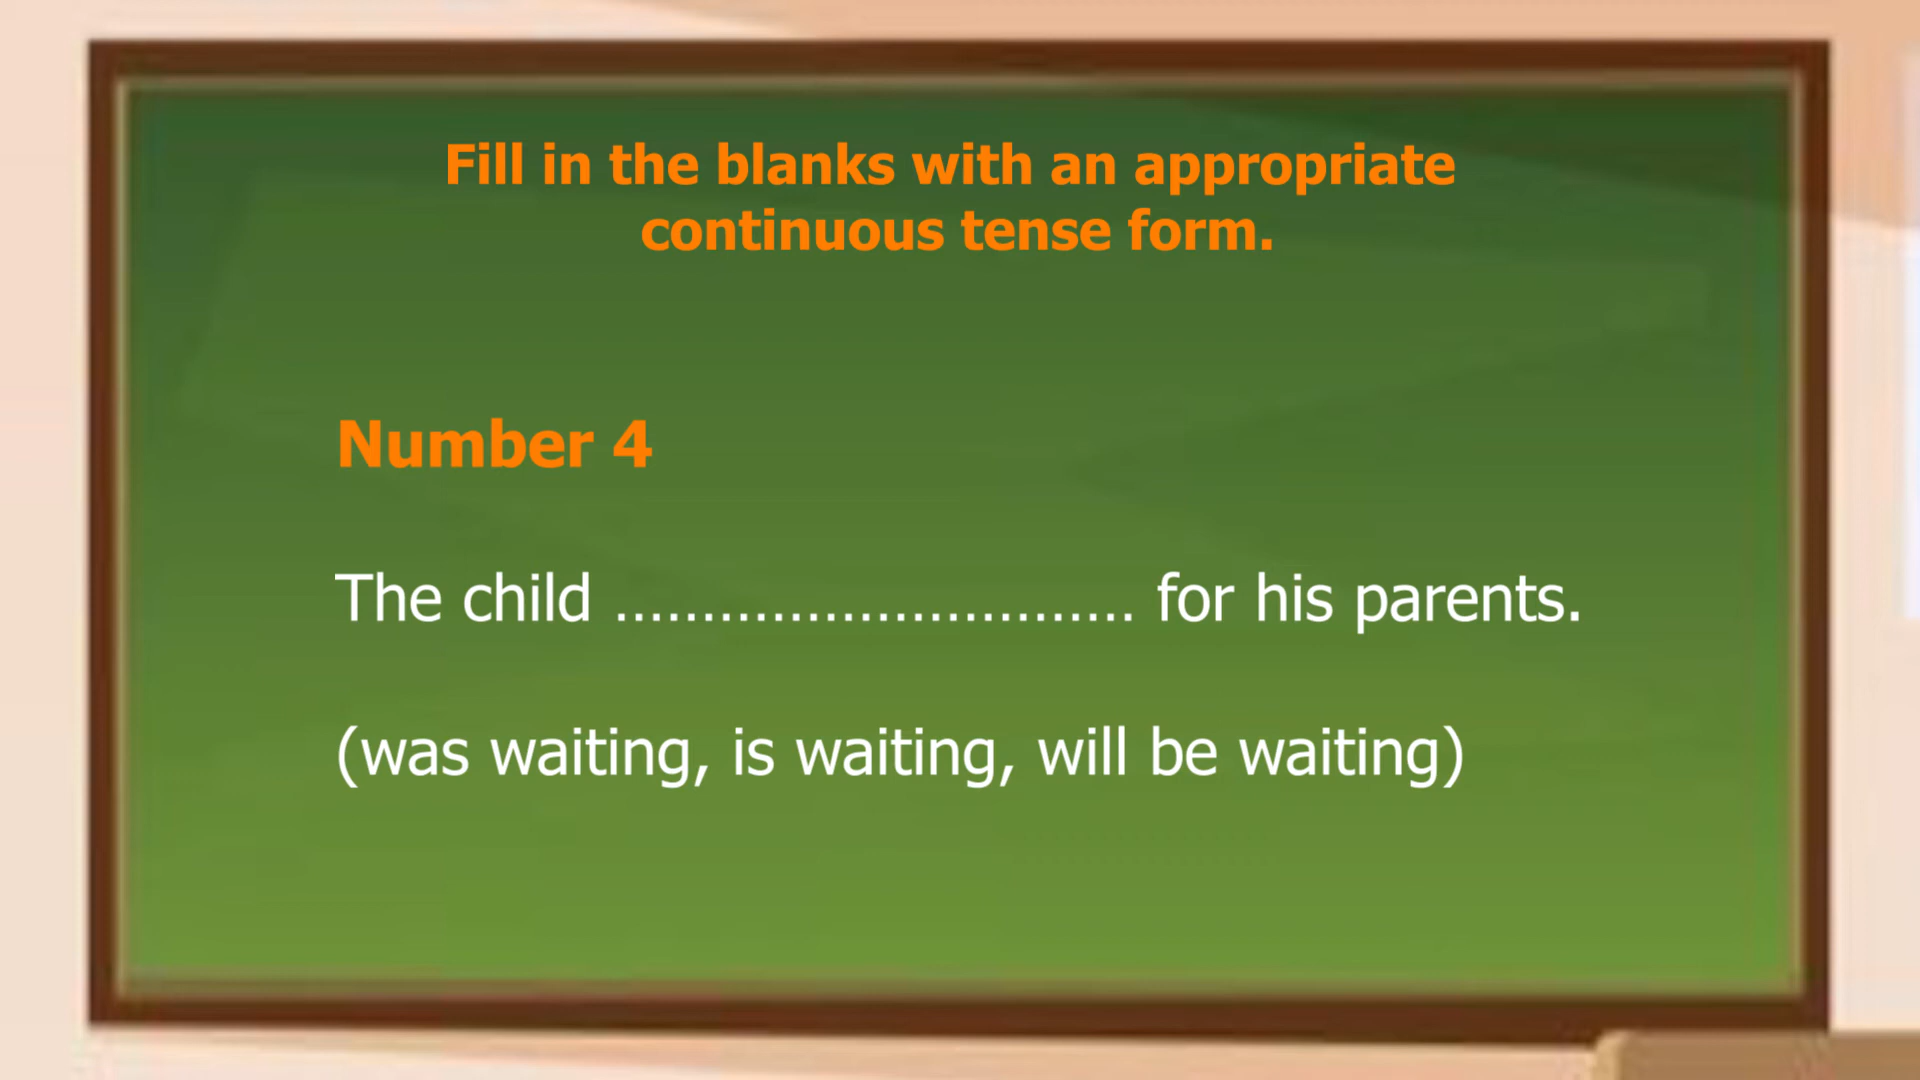 Fill in the blanks with an appropriate
continuous tense form.
Number 4
The child ................................ for his parents.
(was waiting, is waiting, will be waiting)